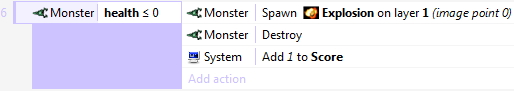 6 Monster health ≤ 0 Monster Spawn Explosion on layer 1 (image point 0)
Monster Destroy
System Add 1 to Score
Add action